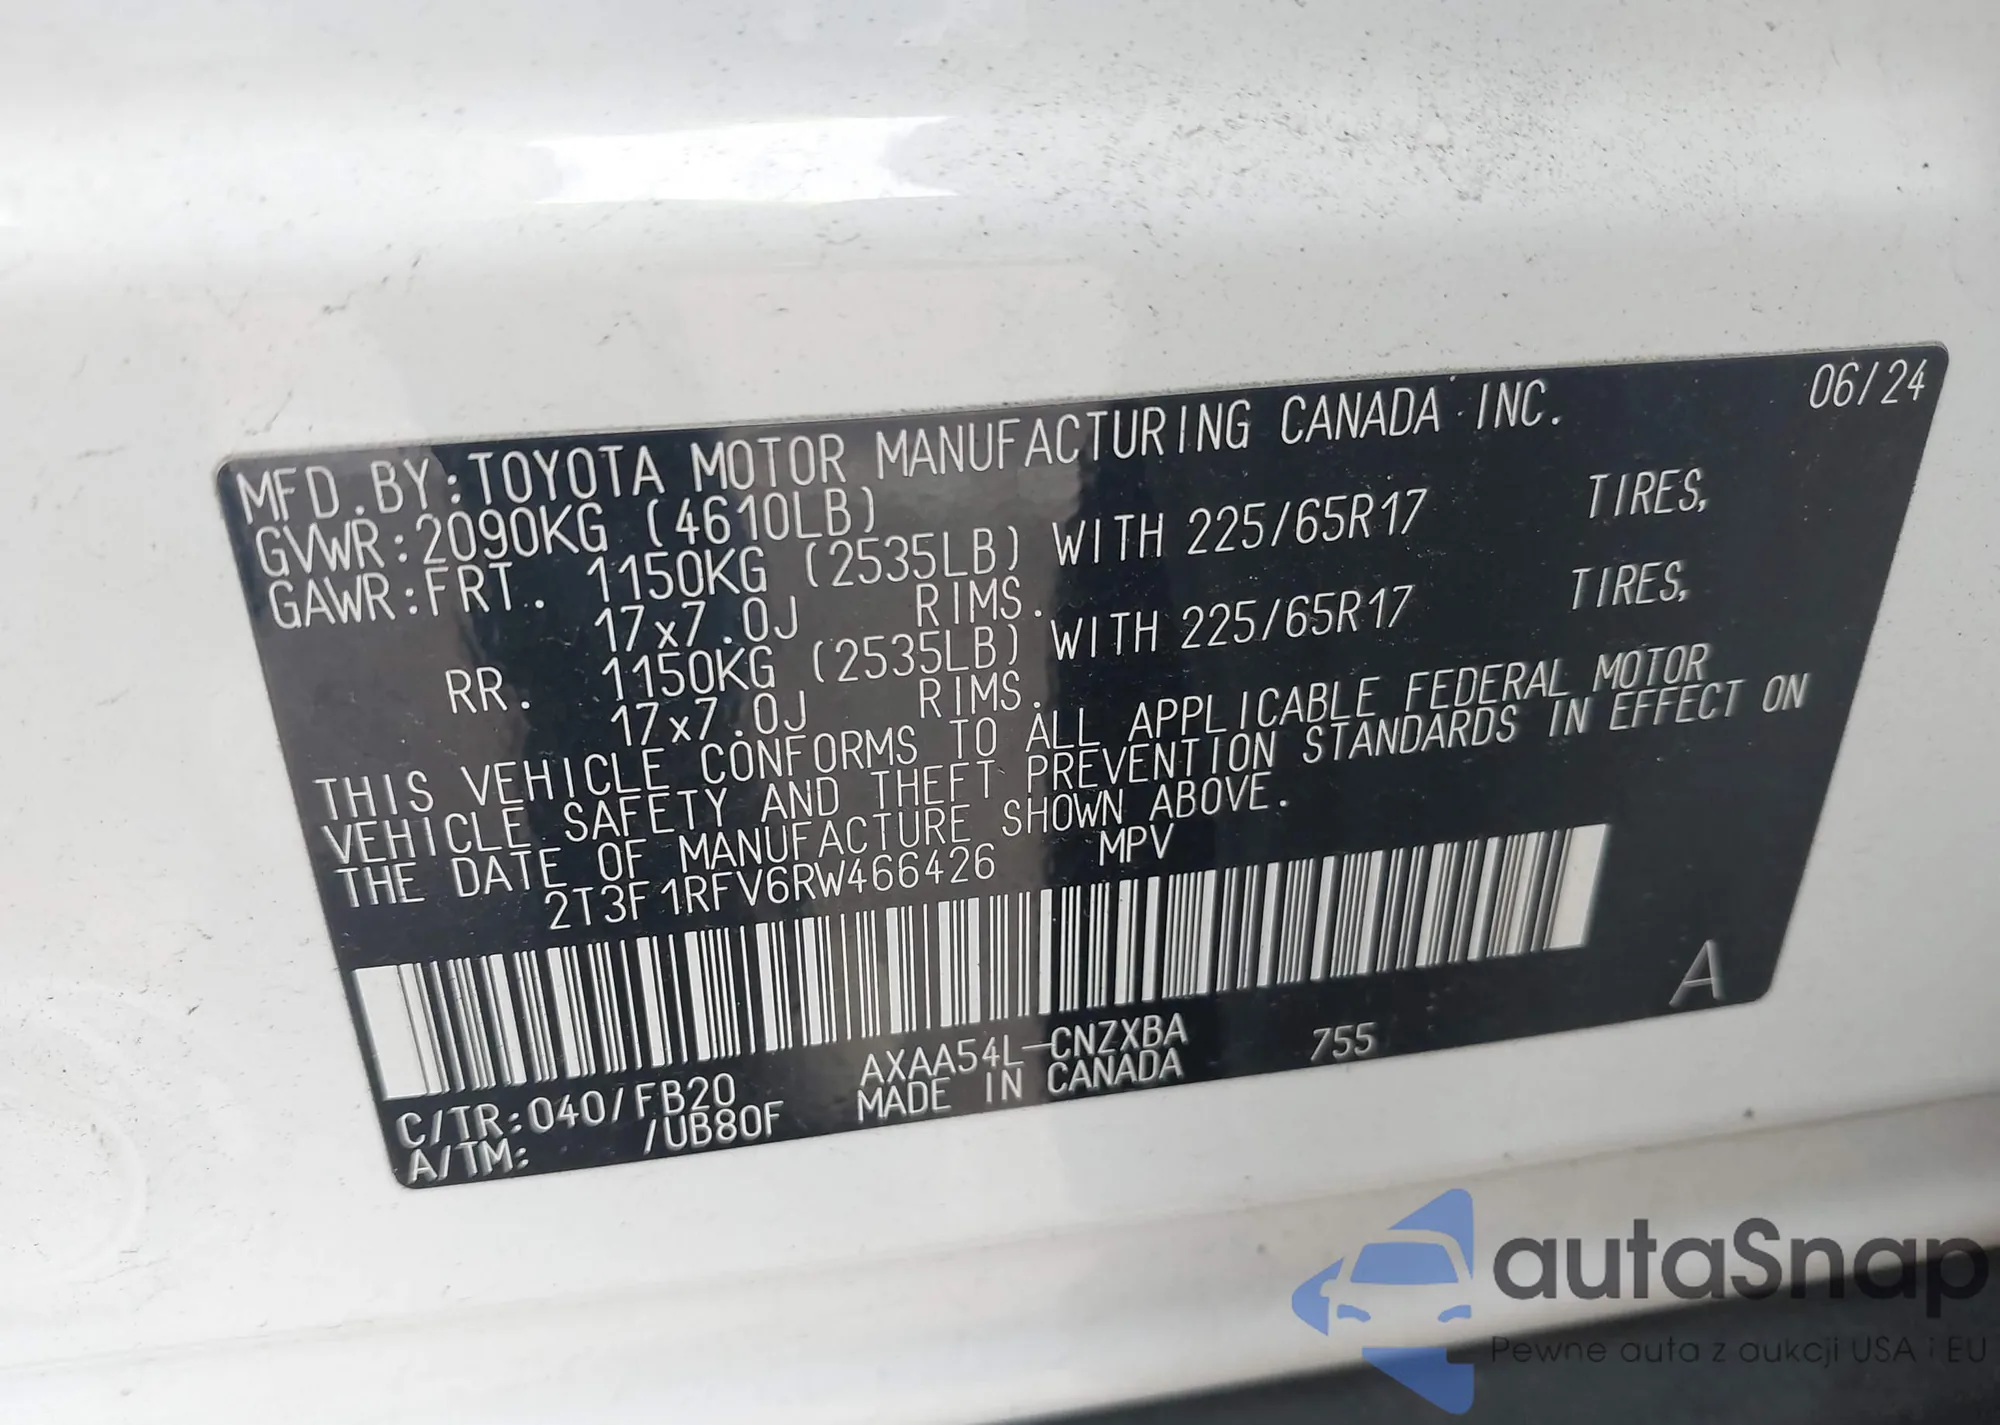 06/24
MFD.BY:TOYOTA MOTOR MANUFACTURING CANADA INC.
GVWR:2090KG (4610LB)
GAWR:FRT. 1150KG (2535LB) WITH 225/65R17 TIRES,
17x7.0J RIMS.
RR. 1150KG (2535LB) WITH 225/65R17 TIRES,
17x7.0J RIMS.
THIS VEHICLE CONFORMS TO ALL APPLICABLE FEDERAL MOTOR
VEHICLE SAFETY AND THEFT PREVENTION STANDARDS IN EFFECT ON
THE DATE OF MANUFACTURE SHOWN ABOVE.
2T3F1RFV6RW466426 MPV
A
C/TR:040/FB20 AXAA54L-CNZXBA 755
A/TM: /UB80F MADE IN CANADA
autaSnap
Pewne auta z aukcji USA i EU